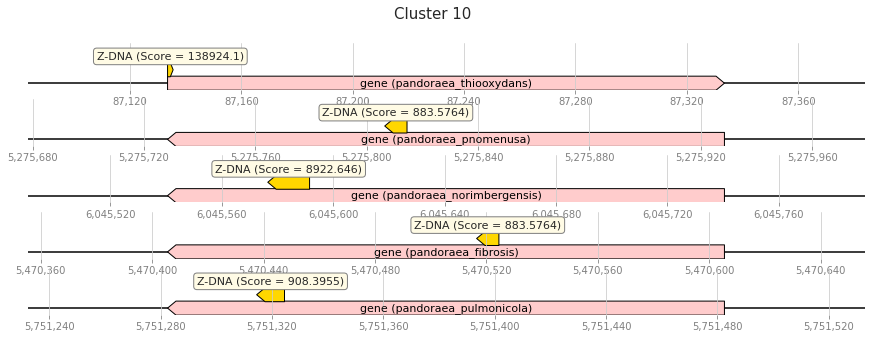 Cluster 10
Z-DNA (Score = 138924.1)
gene (pandoraea_thiooxydans)
87,120 87,160 87,200 87,240 87,280 87,320 87,360
Z-DNA (Score = 883.5764)
gene (pandoraea_pnomenusa)
5,275,680 5,275,720 5,275,760 5,275,800 5,275,840 5,275,880 5,275,920 5,275,960
Z-DNA (Score = 8922.646)
gene (pandoraea_norimbergensis)
6,045,520 6,045,560 6,045,600 6,045,640 6,045,680 6,045,720 6,045,760
Z-DNA (Score = 883.5764)
gene (pandoraea_fibrosis)
5,470,360 5,470,400 5,470,440 5,470,480 5,470,520 5,470,560 5,470,600 5,470,640
Z-DNA (Score = 908.3955)
gene (pandoraea_pulmonicola)
5,751,240 5,751,280 5,751,320 5,751,360 5,751,400 5,751,440 5,751,480 5,751,520